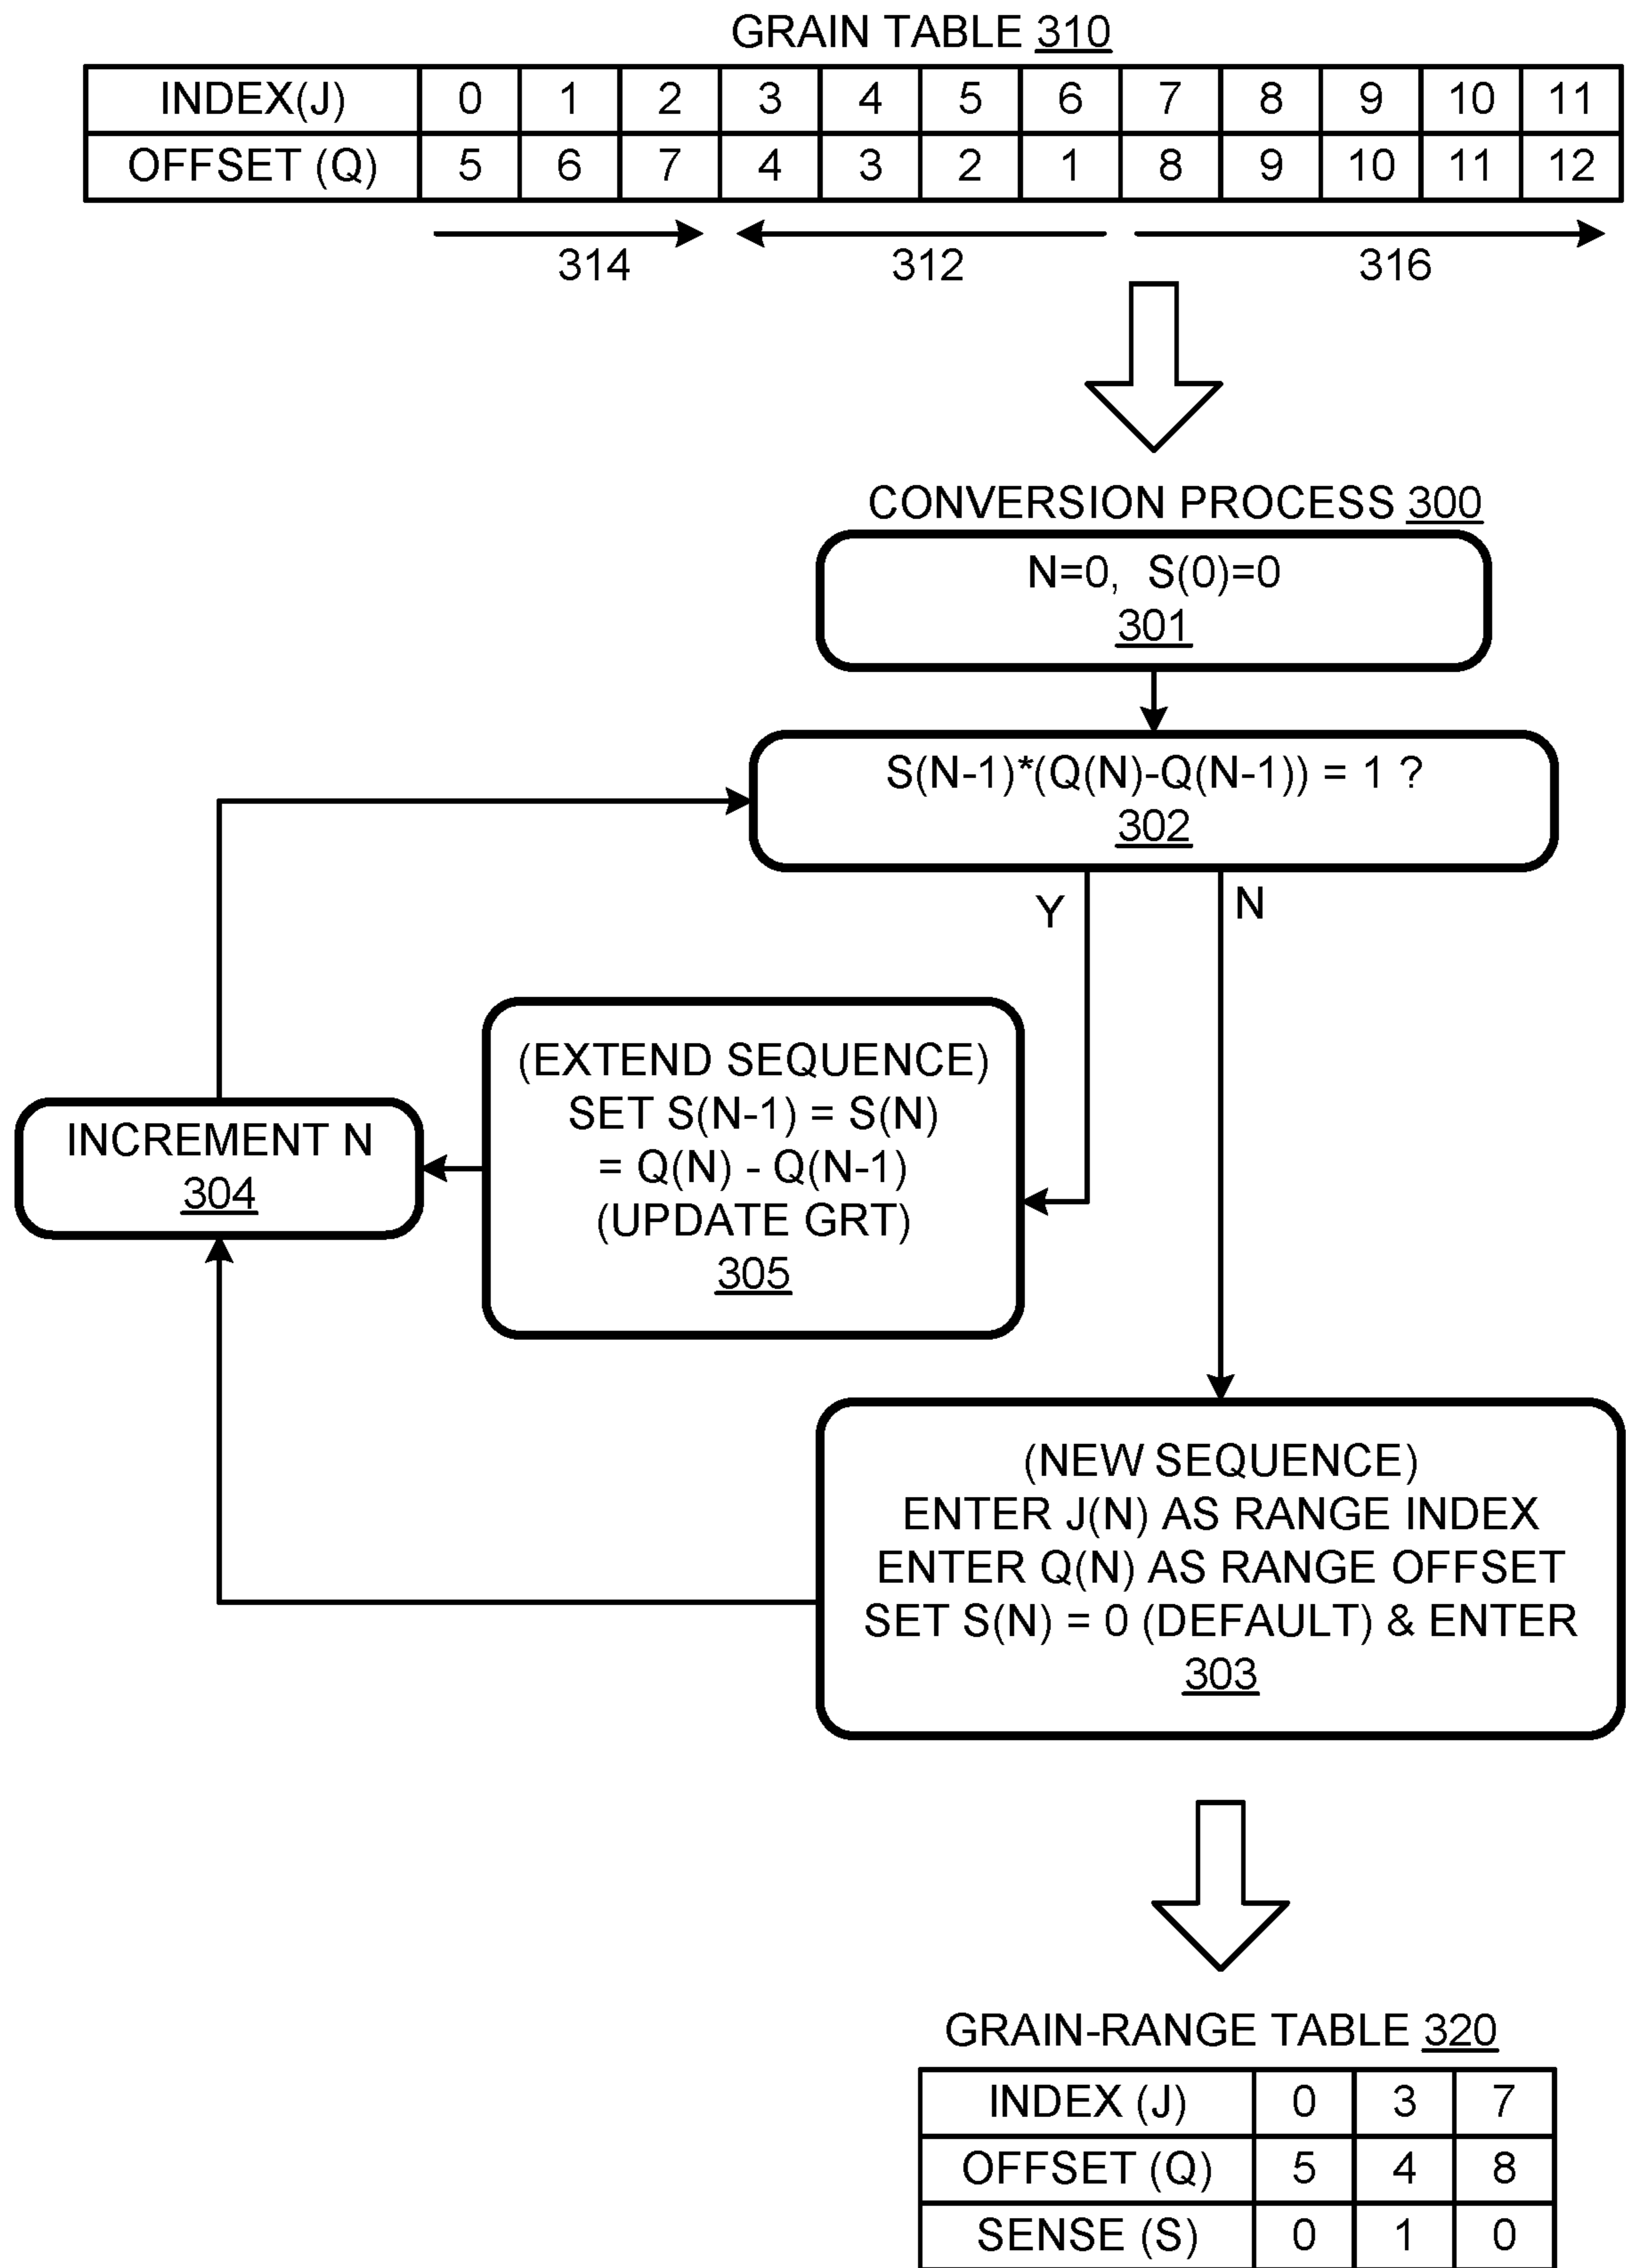 GRAIN TABLE 310
INDEX(J) 0 1 2 3 4 5 6 7 8 9 10 11
OFFSET (Q) 5 6 7 4 3 2 1 8 9 10 11 12
314 312 316
CONVERSION PROCESS 300
N=0, S(0)=0
301
S(N-1)*(Q(N)-Q(N-1)) = 1 ?
302
Y N
(EXTEND SEQUENCE)
SET S(N-1) = S(N)
= Q(N) - Q(N-1)
(UPDATE GRT)
305
INCREMENT N
304
(NEW SEQUENCE)
ENTER J(N) AS RANGE INDEX
ENTER Q(N) AS RANGE OFFSET
SET S(N) = 0 (DEFAULT) & ENTER
303
GRAIN-RANGE TABLE 320
INDEX (J) 0 3 7
OFFSET (Q) 5 4 8
SENSE (S) 0 1 0